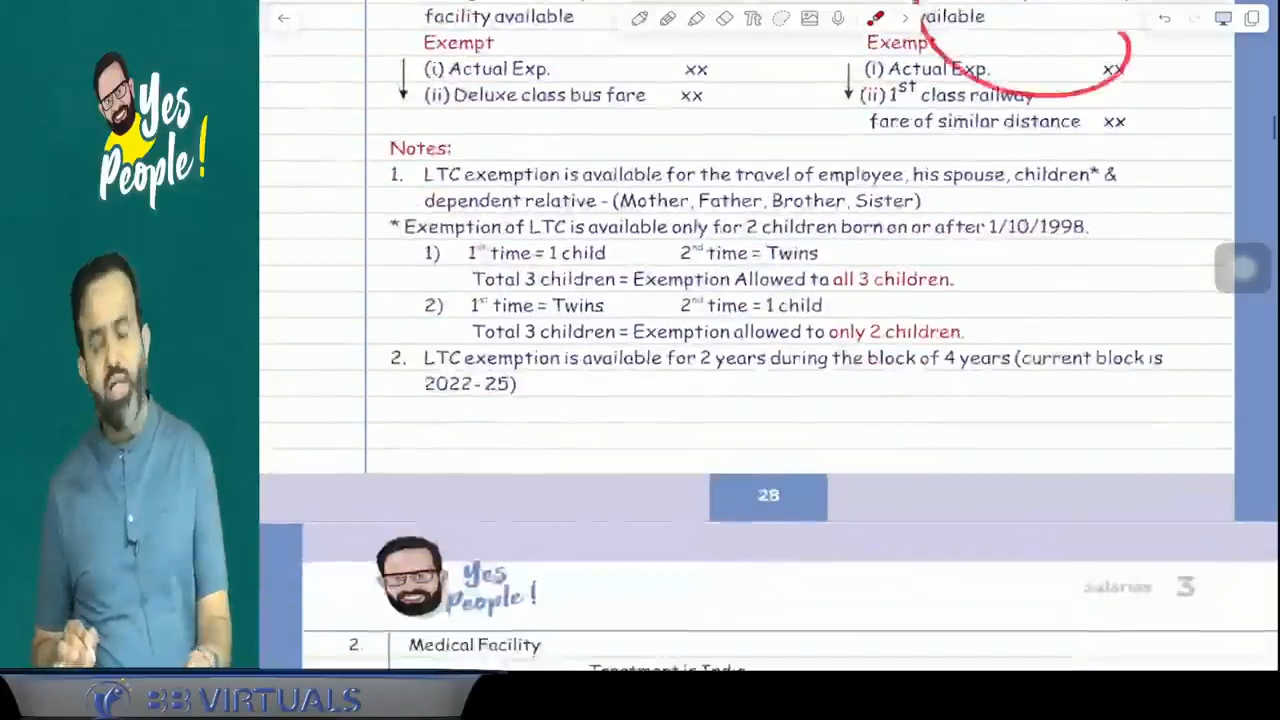 facility available
ailable
Exempt
Exempt
(i) Actual Exp. xx
(i) Actual Exp. xx
(ii) Deluxe class bus fare xx
(ii) 1st class railway
fare of similar distance xx
Notes:
1. LTC exemption is available for the travel of employee, his spouse, children* &
dependent relative - (Mother, Father, Brother, Sister)
* Exemption of LTC is available only for 2 children born on or after 1/10/1998.
1) 1st time = 1 child 2nd time = Twins
Total 3 children = Exemption Allowed to all 3 children.
2) 1st time = Twins 2nd time = 1 child
Total 3 children = Exemption allowed to only 2 children.
2. LTC exemption is available for 2 years during the block of 4 years (current block is
2022-25)
28
Yes
People!
Yes
People!
Salaries 3
2. Medical Facility
Treatment in India
BB VIRTUALS